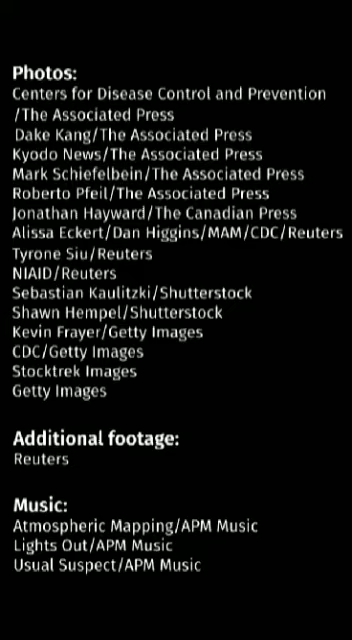 Photos:
Centers for Disease Control and Prevention
/The Associated Press
Dake Kang/The Associated Press
Kyodo News/The Associated Press
Mark Schiefelbein/The Associated Press
Roberto Pfeil/The Associated Press
Jonathan Hayward/The Canadian Press
Alissa Eckert/Dan Higgins/MAM/CDC/Reuters
Tyrone Siu/Reuters
NIAID/Reuters
Sebastian Kaulitzki/Shutterstock
Shawn Hempel/Shutterstock
Kevin Frayer/Getty Images
CDC/Getty Images
Stocktrek Images
Getty Images
Additional footage:
Reuters
Music:
Atmospheric Mapping/APM Music
Lights Out/APM Music
Usual Suspect/APM Music